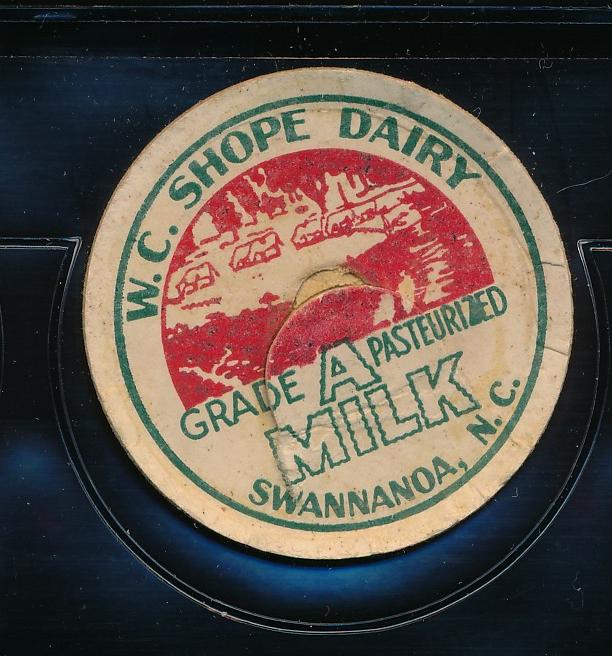 W.C. SHOPE DAIRY
GRADE A PASTEURIZED
MILK
SWANNANOA, N.C.